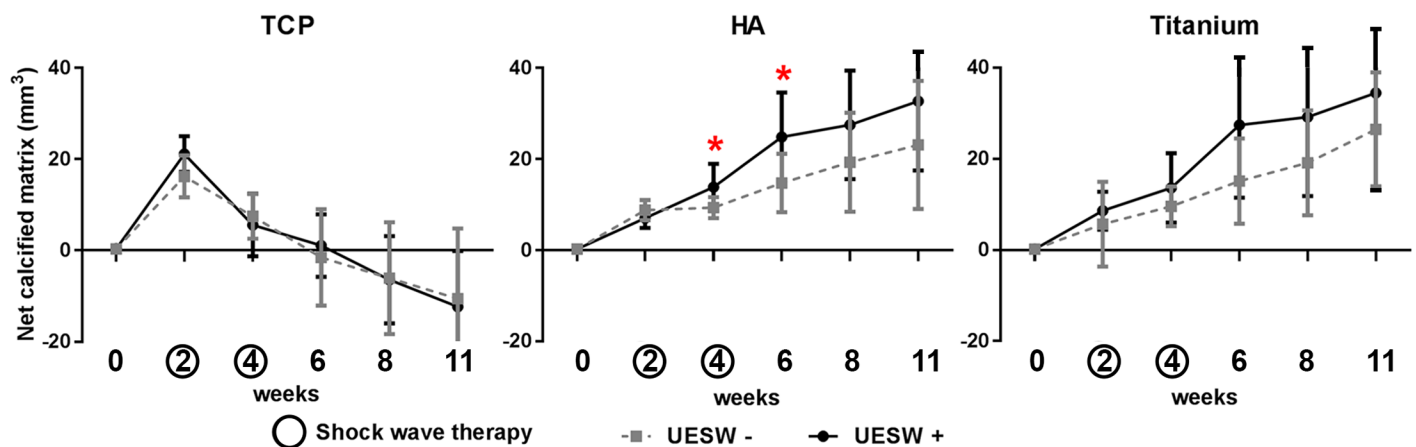 TCP
HA
Titanium
Net calcified matrix (mm³)
40
20
0
-20
0 2 4 6 8 11
weeks
40
*
*
20
0
-20
0 2 4 6 8 11
weeks
40
20
0
-20
0 2 4 6 8 11
weeks
Shock wave therapy UESW - UESW +